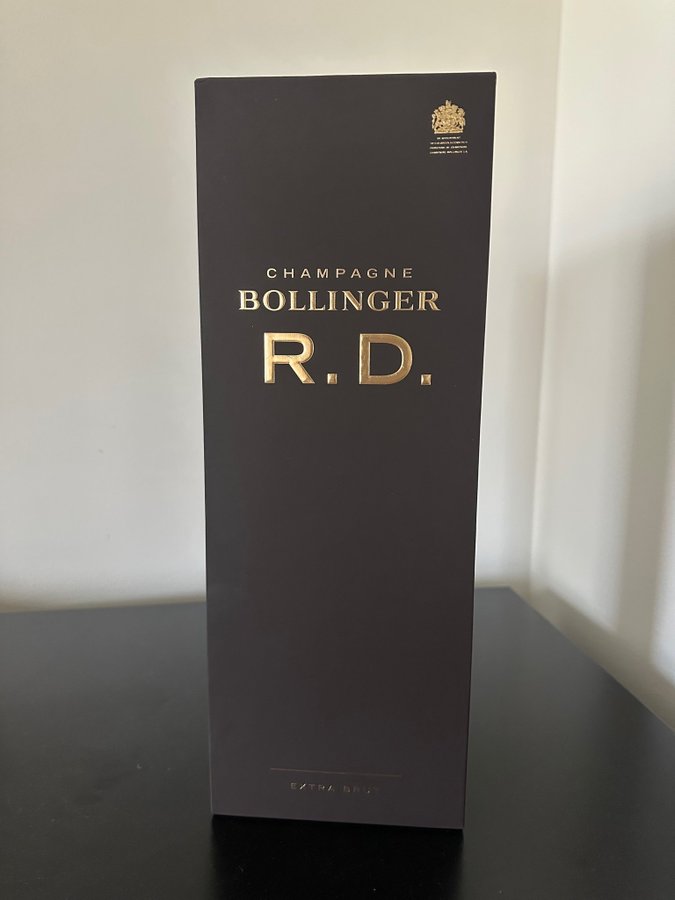 CHAMPAGNE
BOLLINGER
R.D.
EXTRA BRUT